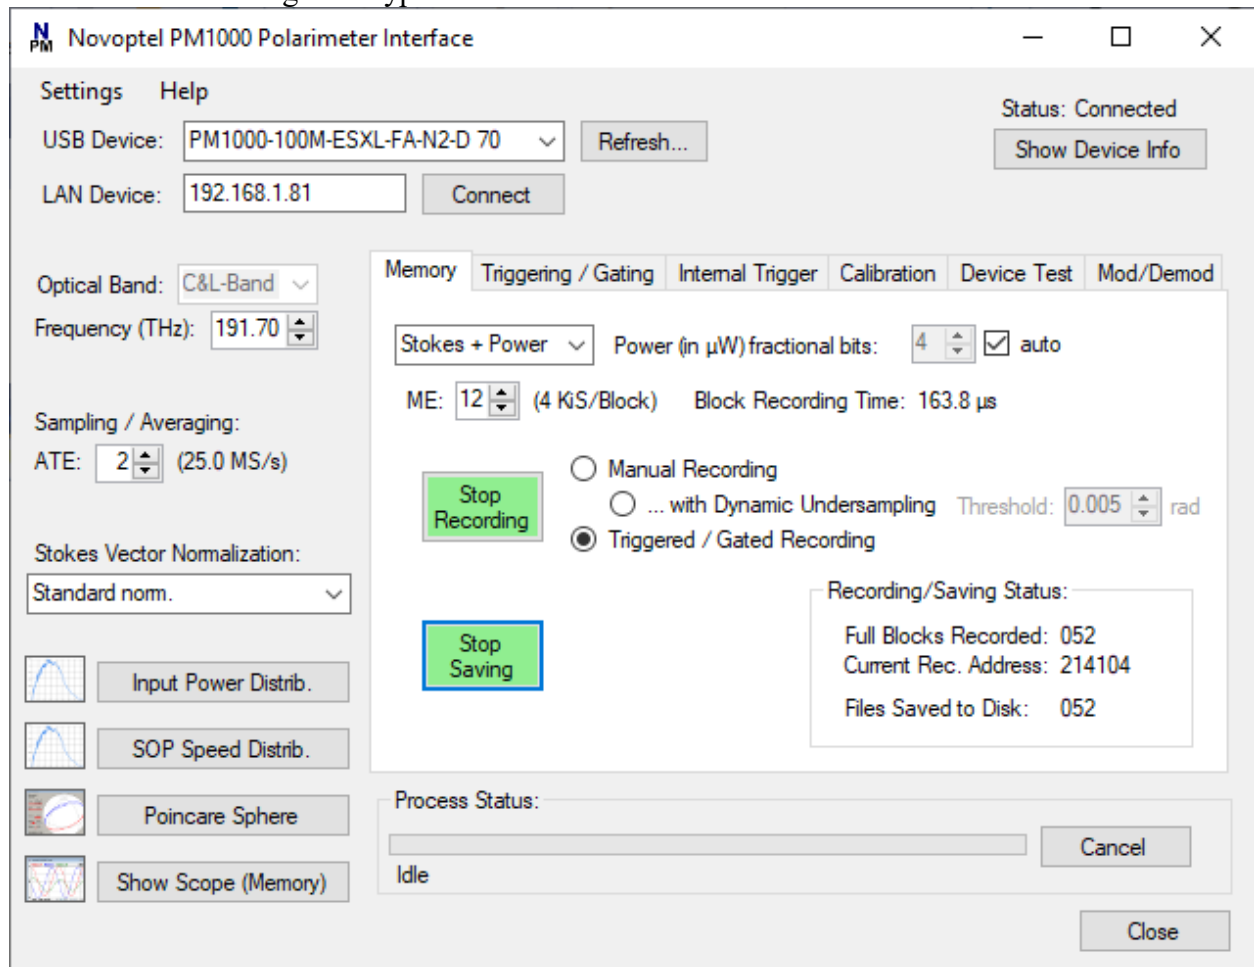 Novoptel PM1000 Polarimeter Interface
Settings Help
Status: Connected
USB Device: PM1000-100M-ESXL-FA-N2-D 70 Refresh... Show Device Info
LAN Device: 192.168.1.81 Connect
Optical Band: C&L-Band
Frequency (THz): 191.70
Sampling / Averaging:
ATE: 2 (25.0 MS/s)
Stokes Vector Normalization:
Standard norm.
Input Power Distrib.
SOP Speed Distrib.
Poincare Sphere
Show Scope (Memory)
Memory Triggering / Gating Internal Trigger Calibration Device Test Mod/Demod
Stokes + Power Power (in µW) fractional bits: 4 auto
ME: 12 (4 KiS/Block) Block Recording Time: 163.8 µs
Stop
Recording
Manual Recording
... with Dynamic Undersampling Threshold: 0.005 rad
Triggered / Gated Recording
Stop
Saving
Recording/Saving Status:
Full Blocks Recorded: 052
Current Rec. Address: 214104
Files Saved to Disk: 052
Process Status:
Cancel
Idle
Close